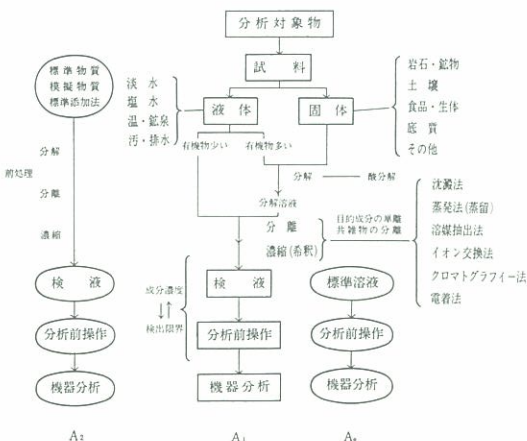 分析対象物
試料
標準物質
模擬物質
標準添加法
淡水
塩水
温・鉱泉
汚・排水
液体
固体
岩石・鉱物
土壌
食品・生体
底質
その他
有機物少い
有機物多い
分解
前処理
分離
濃縮
分解
酸分解
分解溶液
分離
濃縮(希釈)
目的成分の単離
共雑物の分離
沈澱法
蒸発法(蒸留)
溶媒抽出法
イオン交換法
クロマトグラフィー法
電着法
検液
分析前操作
機器分析
成分濃度
検出限界
検液
分析前操作
機器分析
標準溶液
分析前操作
機器分析
A₂
A₁